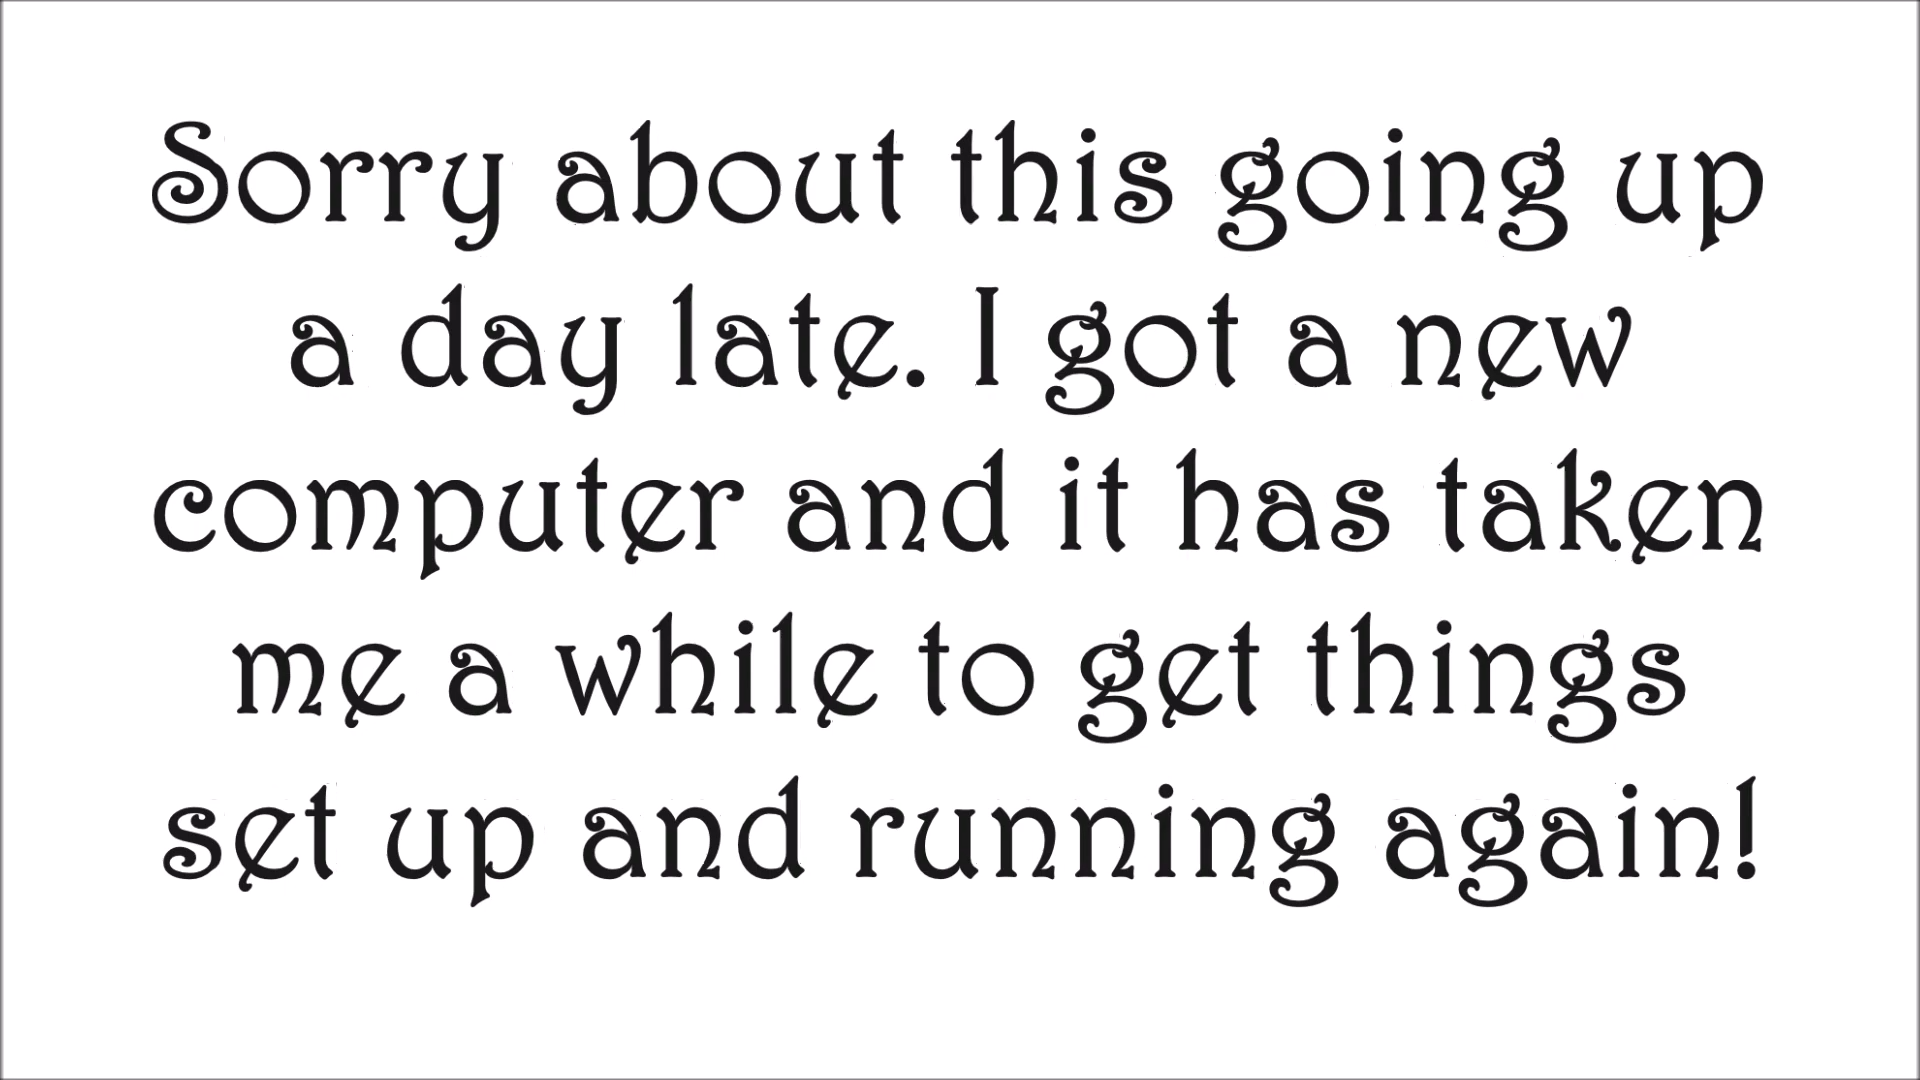 Sorry about this going up
a day late. I got a new
computer and it has taken
me a while to get things
set up and running again!